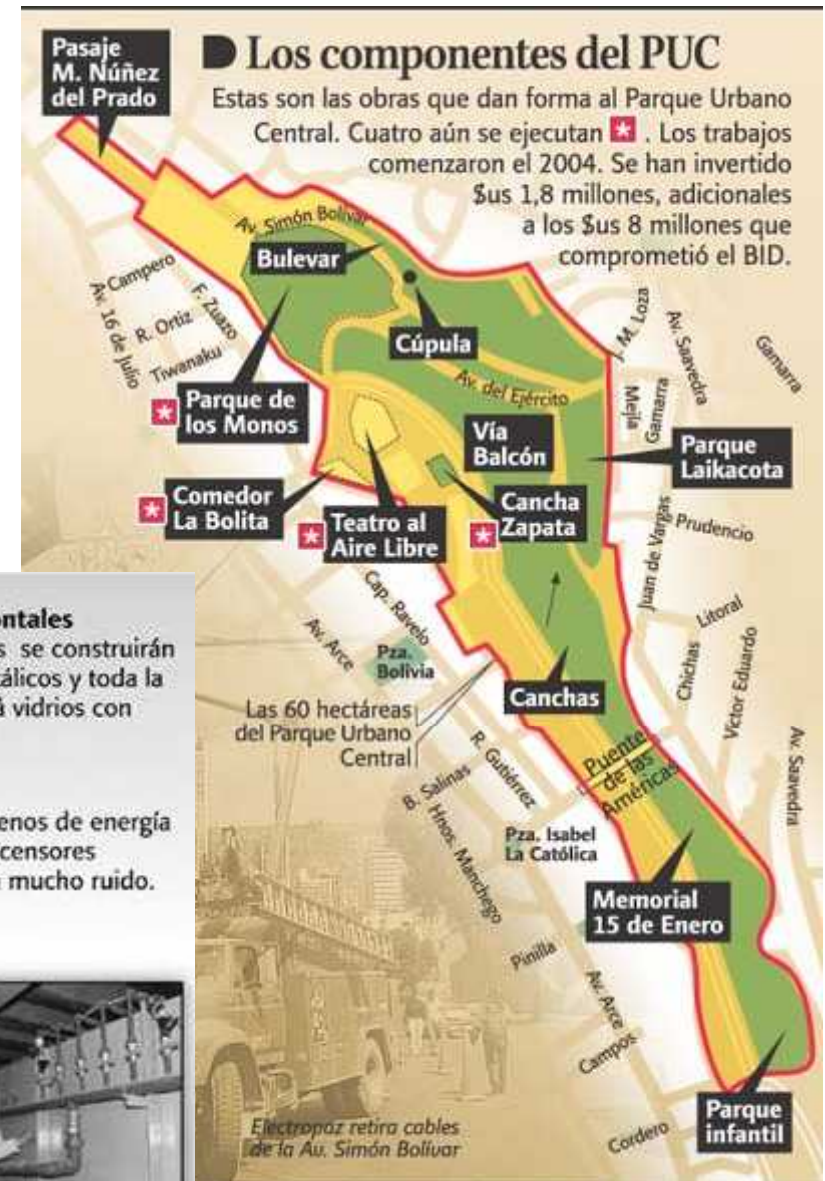 Pasaje
M. Núñez
del Prado
Los componentes del PUC
Estas son las obras que dan forma al Parque Urbano
Central. Cuatro aún se ejecutan * . Los trabajos
comenzaron el 2004. Se han invertido
$us 1,8 millones, adicionales
a los $us 8 millones que
comprometió el BID.
Av. Simón Bolívar
Bulevar
Cúpula
Av. del Ejército
Campero
Av. 16 de Julio
R. Ortiz
F. Zuazo
Tiwanaku
J. M. Loza
Av. Saavedra
Gamarra
Mejía
Gamarra
* Parque de
los Monos
Vía
Balcón
Parque
Laikacota
* Comedor
La Bolita
* Teatro al
Aire Libre
* Cancha
Zapata
Juan de Vargas
Prudencio
Cap. Ravelo
Av. Arce
Pza.
Bolivia
Litoral
Chichas
Víctor Eduardo
Av. Saavedra
Canchas
Las 60 hectáreas
del Parque Urbano
Central
Puente
de las
Américas
R. Gutiérrez
B. Salinas
Hnos. Manchego
Pza. Isabel
La Católica
Memorial
15 de Enero
Pinilla
Av. Arce
Campos
Cordero
Parque
infantil
Electropaz retira cables
de la Av. Simón Bolívar
ontales
s se construirán
álicos y toda la
á vidrios con
enos de energía
censores
mucho ruido.